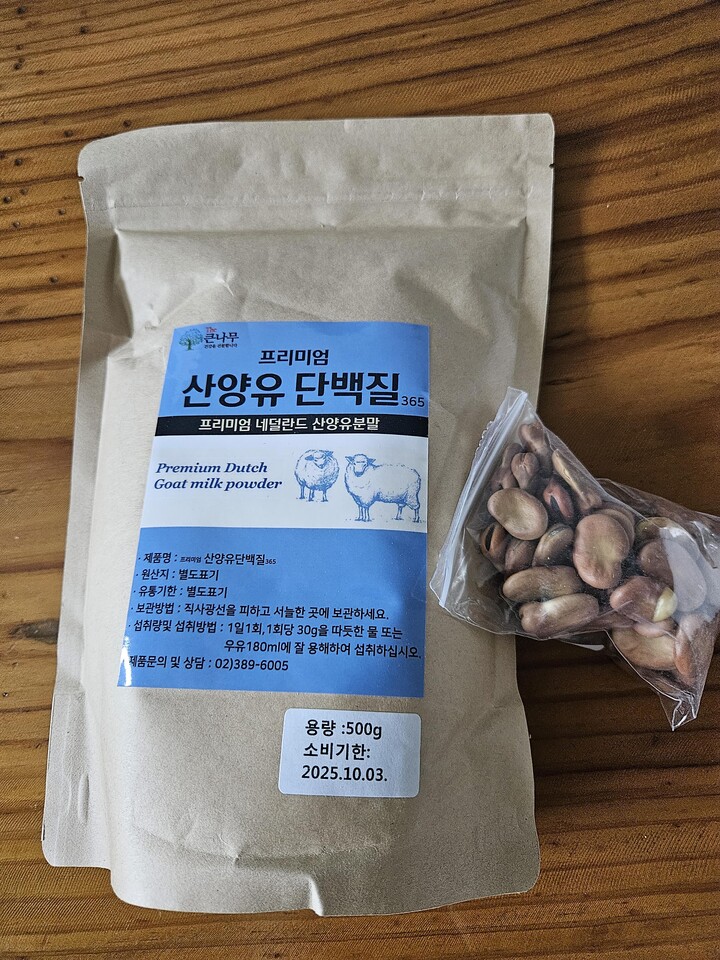 The
큰나무
프리미엄
산양유 단백질365
프리미엄 네덜란드 산양유분말
Premium Dutch
Goat milk powder
· 제품명 : 프리미엄 산양유단백질365
· 원산지 : 별도표기
· 유통기한 : 별도표기
· 보관방법 : 직사광선을 피하고 서늘한 곳에 보관하세요.
· 섭취량및 섭취방법 : 1일1회,1회당 30g을 따듯한 물 또는
우유180ml에 잘 용해하여 섭취하십시오.
제품문의 및 상담 : 02)389-6005
용량 :500g
소비기한:
2025.10.03.